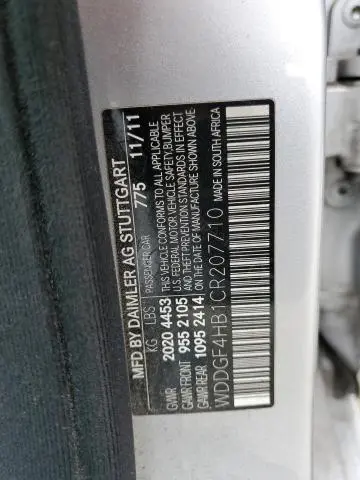 MFD BY DAIMLER AG STUTTGART
PASSENGER CAR 775 11/11
KG LBS
GVWR 2020 4453
GAWR FRONT 955 2105
GAWR REAR 1095 2414
THIS VEHICLE CONFORMS TO ALL APPLICABLE
U.S. FEDERAL MOTOR VEHICLE SAFETY, BUMPER
AND THEFT PREVENTION STANDARDS IN EFFECT
ON THE DATE OF MANUFACTURE SHOWN ABOVE.
WDDGF4HB1CR207710
MADE IN SOUTH AFRICA